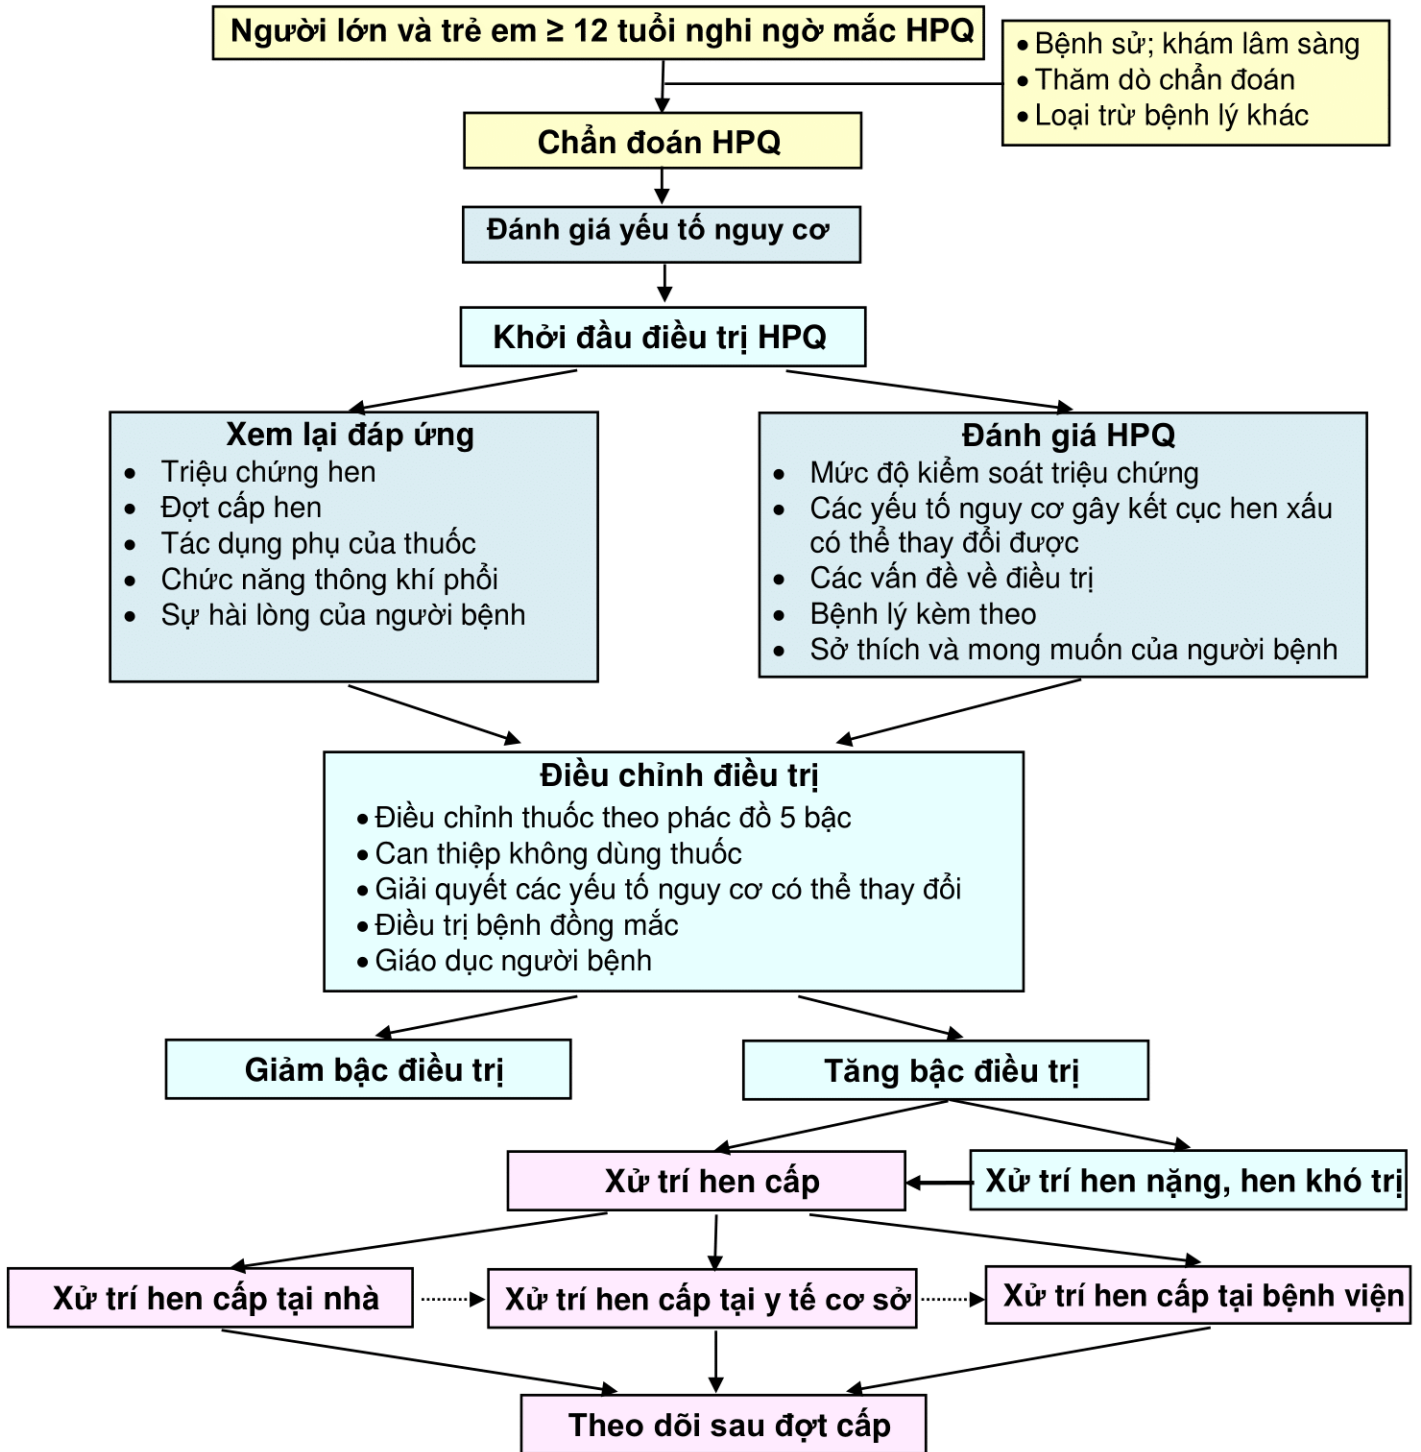 Người lớn và trẻ em ≥ 12 tuổi nghi ngờ mắc HPQ
• Bệnh sử; khám lâm sàng
• Thăm dò chẩn đoán
• Loại trừ bệnh lý khác
Chẩn đoán HPQ
Đánh giá yếu tố nguy cơ
Khởi đầu điều trị HPQ
Xem lại đáp ứng
• Triệu chứng hen
• Đợt cấp hen
• Tác dụng phụ của thuốc
• Chức năng thông khí phổi
• Sự hài lòng của người bệnh
Đánh giá HPQ
• Mức độ kiểm soát triệu chứng
• Các yếu tố nguy cơ gây kết cục hen xấu
có thể thay đổi được
• Các vấn đề về điều trị
• Bệnh lý kèm theo
• Sở thích và mong muốn của người bệnh
Điều chỉnh điều trị
• Điều chỉnh thuốc theo phác đồ 5 bậc
• Can thiệp không dùng thuốc
• Giải quyết các yếu tố nguy cơ có thể thay đổi
• Điều trị bệnh đồng mắc
• Giáo dục người bệnh
Giảm bậc điều trị
Tăng bậc điều trị
Xử trí hen cấp
Xử trí hen nặng, hen khó trị
Xử trí hen cấp tại nhà
Xử trí hen cấp tại y tế cơ sở
Xử trí hen cấp tại bệnh viện
Theo dõi sau đợt cấp